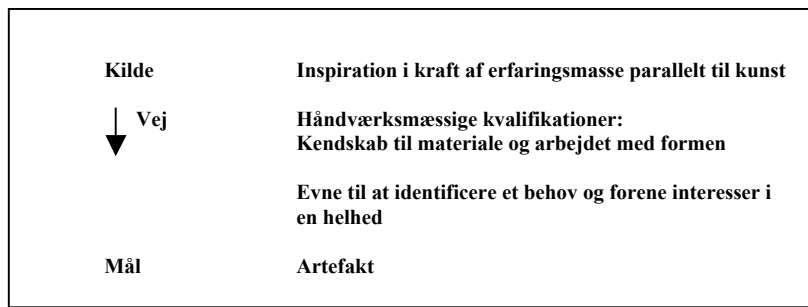 Kilde Inspiration i kraft af erfaringsmasse parallelt til kunst
Vej Håndværksmæssige kvalifikationer:
Kendskab til materiale og arbejdet med formen
Evne til at identificere et behov og forene interesser i
en helhed
Mål Artefakt